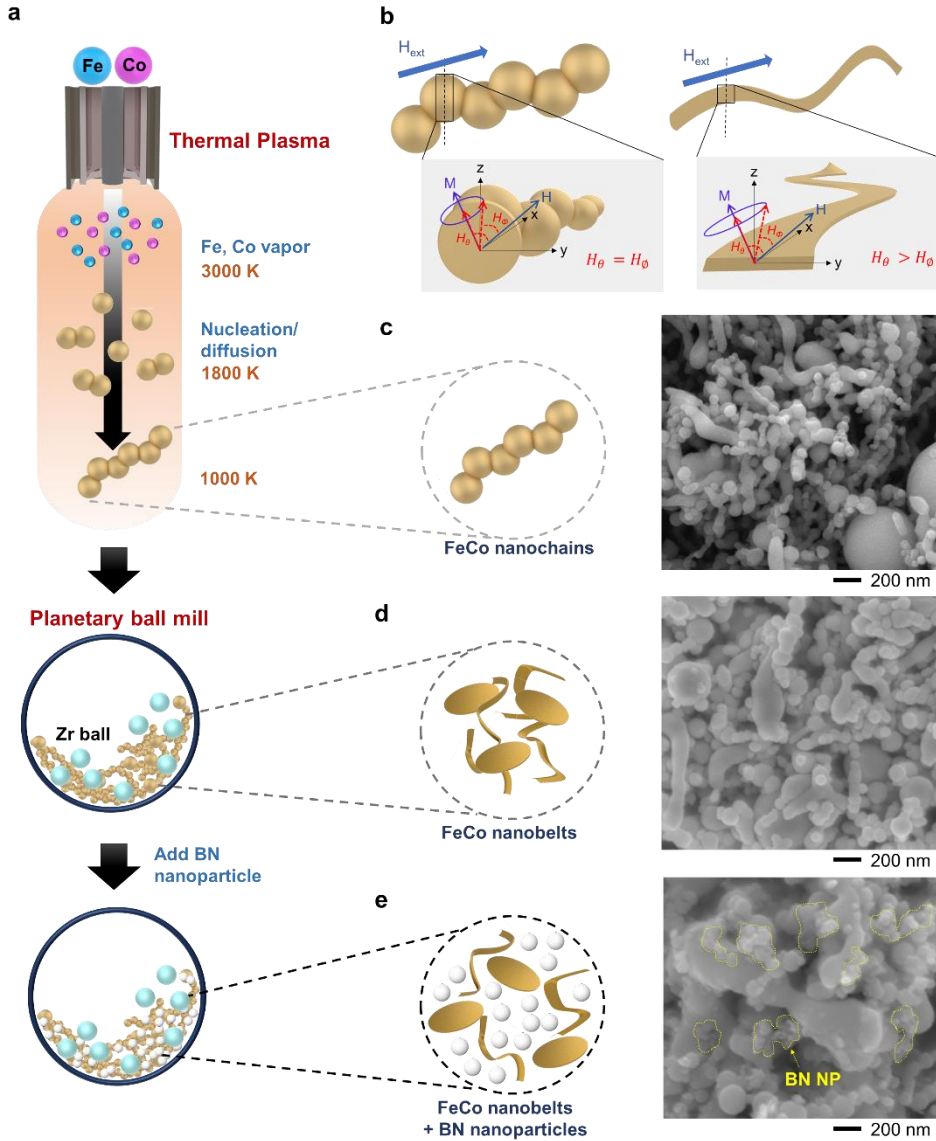 a
Fe Co
Thermal Plasma
Fe, Co vapor
3000 K
Nucleation/
diffusion
1800 K
1000 K
Planetary ball mill
Zr ball
Add BN
nanoparticle
b
H_ext
M
z
H
x
y
H_θ
H_Φ
H_θ = H_∅
H_ext
M
z
H
x
y
H_θ
H_Φ
H_θ > H_∅
c
FeCo nanochains
200 nm
d
FeCo nanobelts
200 nm
e
FeCo nanobelts
+ BN nanoparticles
BN NP
200 nm